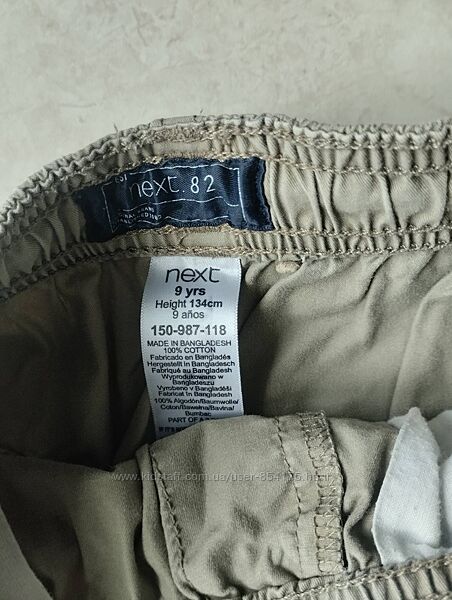 next.82
next
9 yrs
Height 134cm
9 años
150-987-118
MADE IN BANGLADESH
100% COTTON
Fabricado en Bangladés
Hergestellt in Bangladesch
Fabriqué au Bangladesh
Wyprodukowano w
Bangladeszu
Vyrobeno v Bangladéši
Fabricat în Bangladesh
100% Algodón/Baumwolle/
Coton/Bawełna/Bavlna/
Bumbac
PART OF A